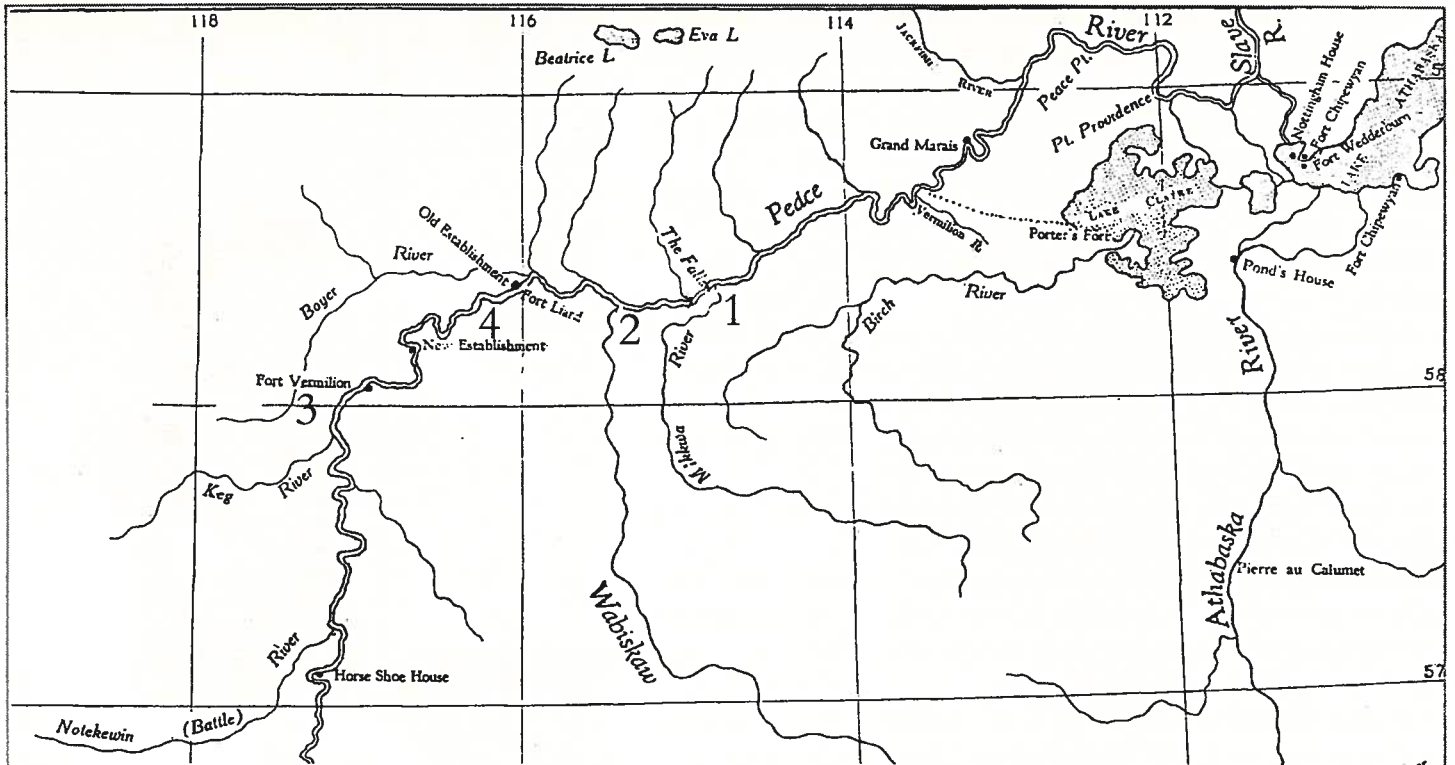 118
116
114
112
Beatrice L
Eva L
JACKFISH
RIVER
River
Peace Pt.
Slave
R.
Nottingham House
Fort Chipewyan
Fort Wedderburn
LAKE
Pt. Providence
Grand Marais
Peace
Vermilion R
LAKE
CLAIRE
Porter's Fort
Fort Chipewyan
Pond's House
Old Establishment
The Falls
River
Boyer
Fort Liard
1
2
4
River
Birch
River
New Establishment
River
Fort Vermilion
58
3
Mikkwa
Keg
River
Athabaska
Pierre au Calumet
Wabiskaw
River
Horse Shoe House
57
Notekewin
(Battle)